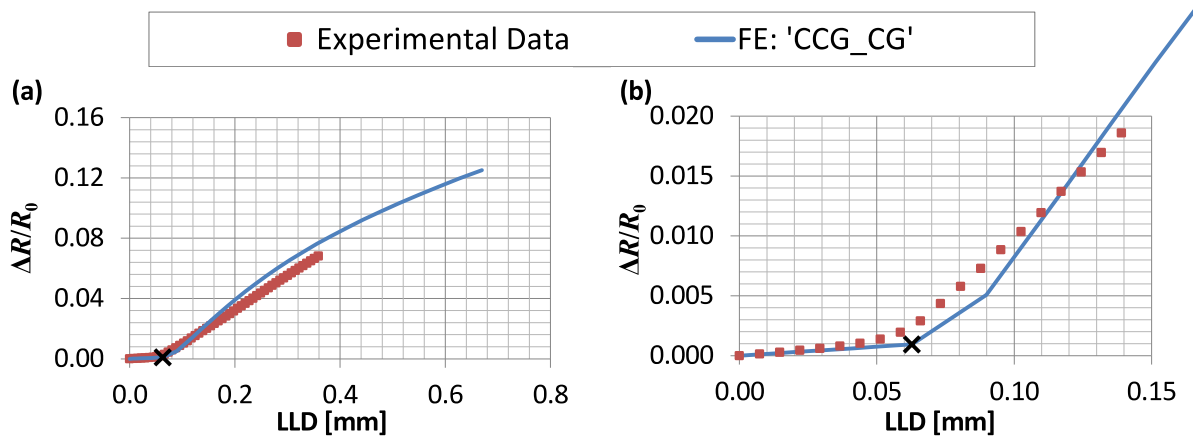 Experimental Data
FE: 'CCG_CG'
(a)
0.16
0.12
0.08
0.04
0.00
ΔR/R0
0.0 0.2 0.4 0.6 0.8
LLD [mm]
(b)
0.020
0.015
0.010
0.005
0.000
ΔR/R0
0.00 0.05 0.10 0.15
LLD [mm]